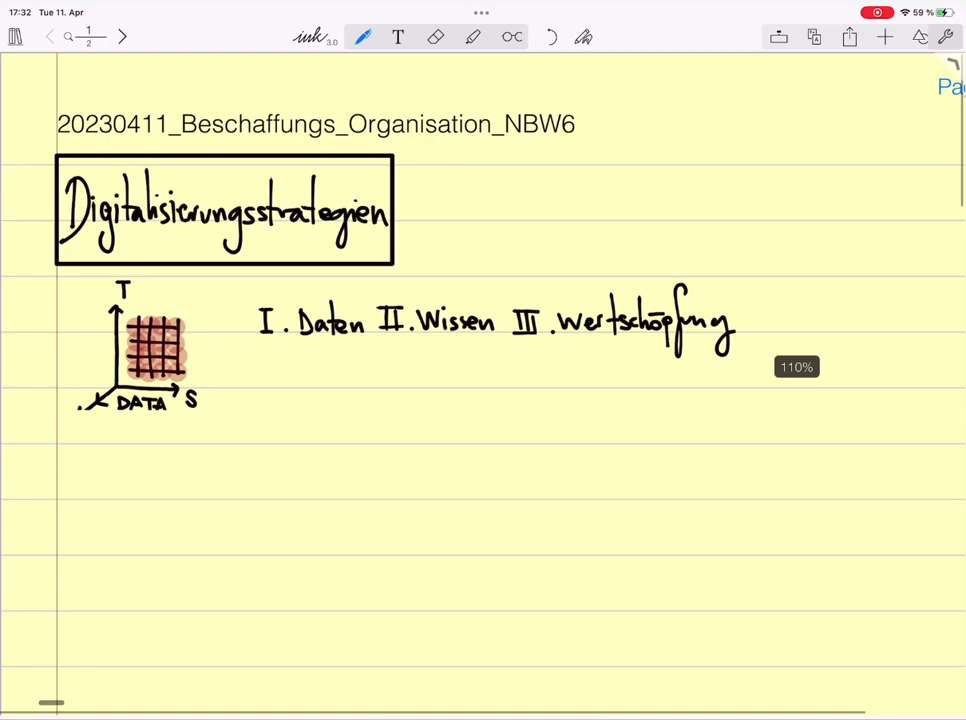 17:32 Tue 11. Apr
59 %
1
2
ink 3.0
T
Pa
20230411_Beschaffungs_Organisation_NBW6
Digitalisierungsstrategien
T
I. Daten II. Wissen III. Wertschöpfung
110%
DATA S